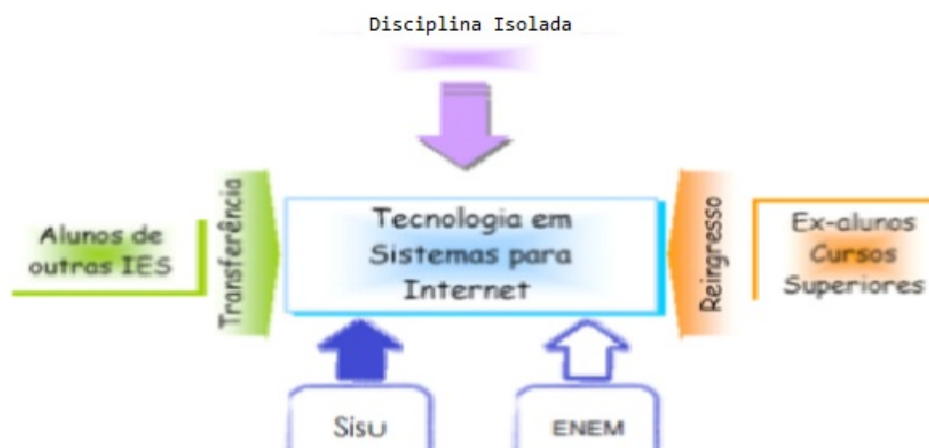 Disciplina Isolada
Alunos de
outras IES
Transferência
Tecnologia em
Sistemas para
Internet
Reingresso
Ex-alunos
Cursos
Superiores
Sisu
ENEM